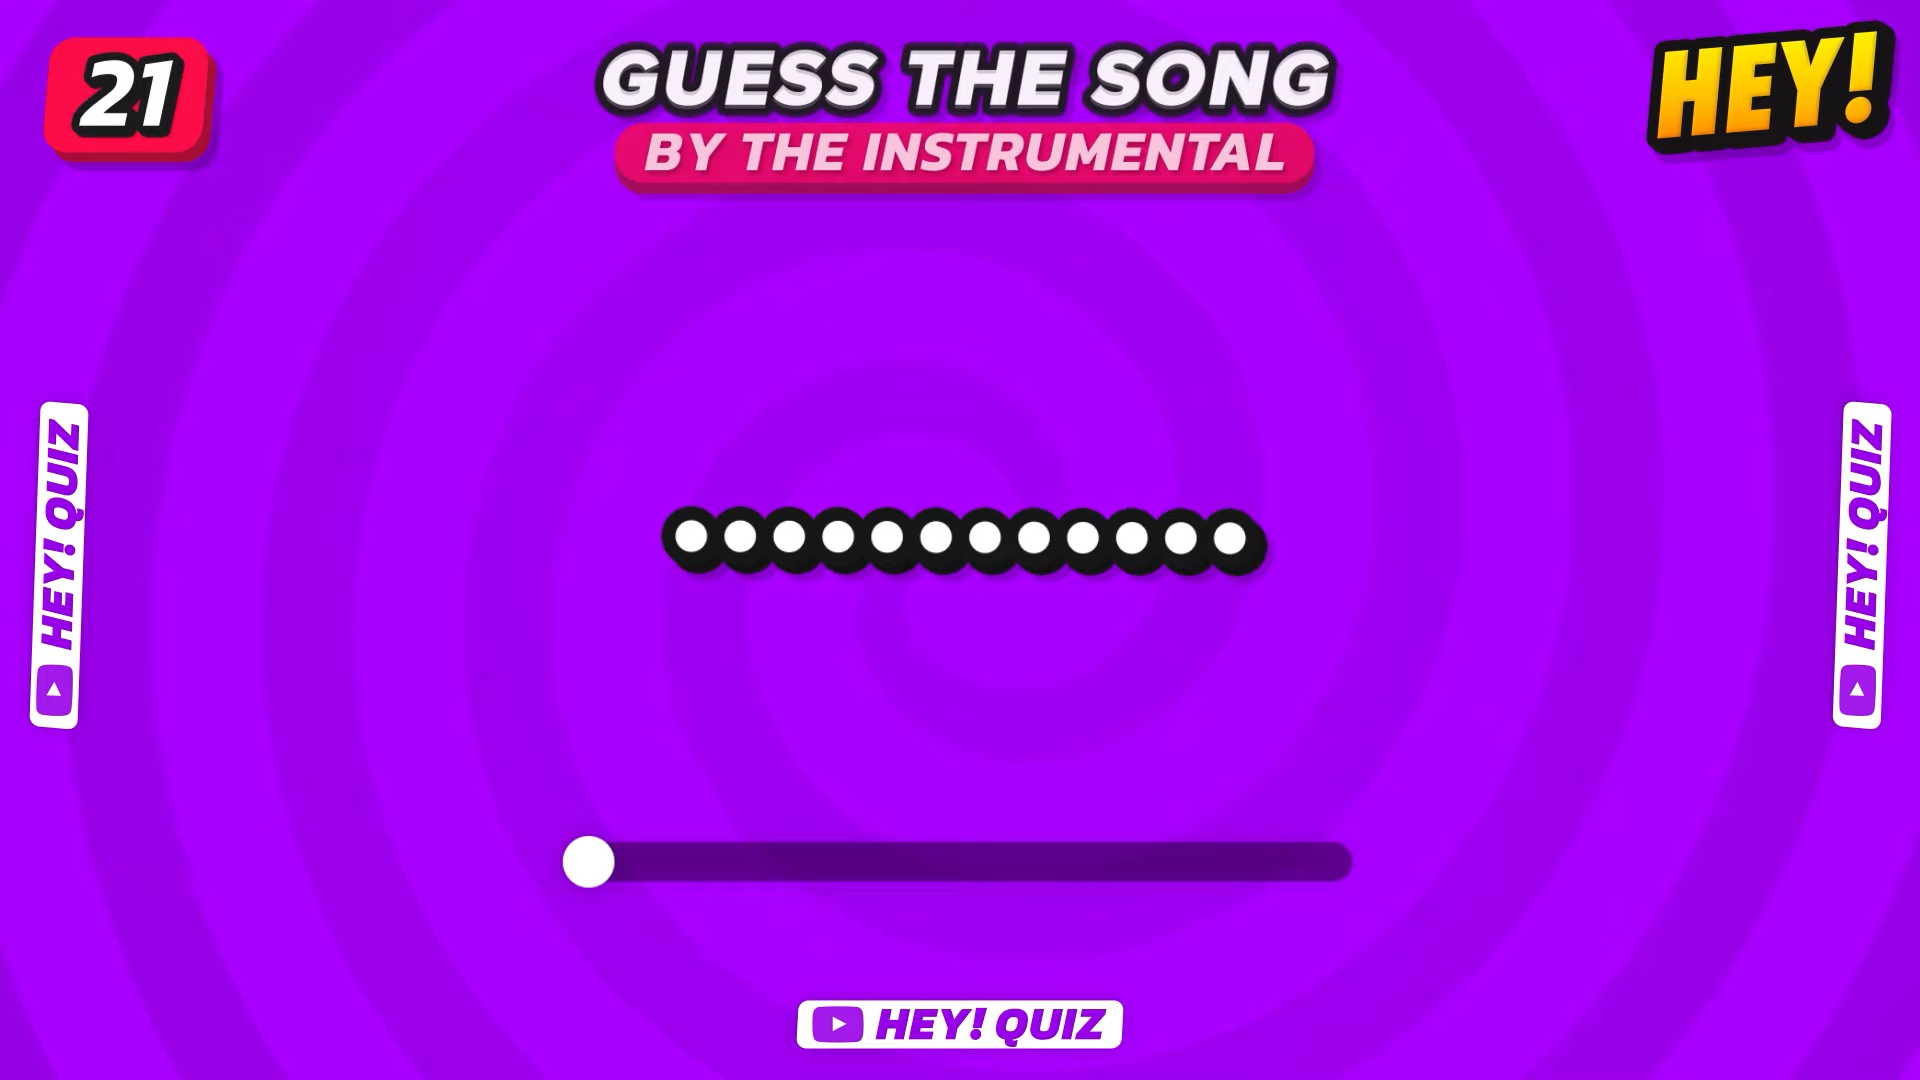 21
GUESS THE SONG
BY THE INSTRUMENTAL
HEY!
HEY! QUIZ
HEY! QUIZ
HEY! QUIZ